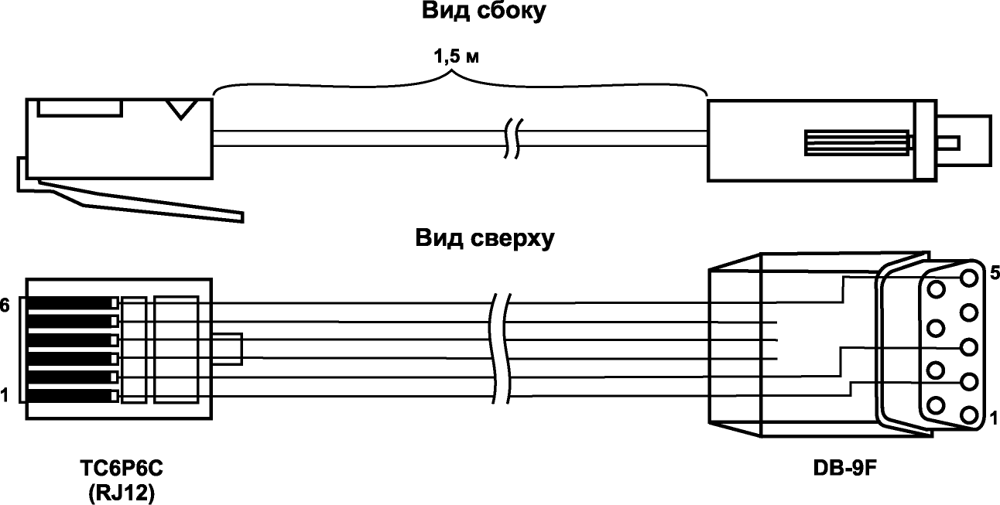 Вид сбоку
1,5 м
Вид сверху
5
6
1
1
TC6P6C
(RJ12)
DB-9F